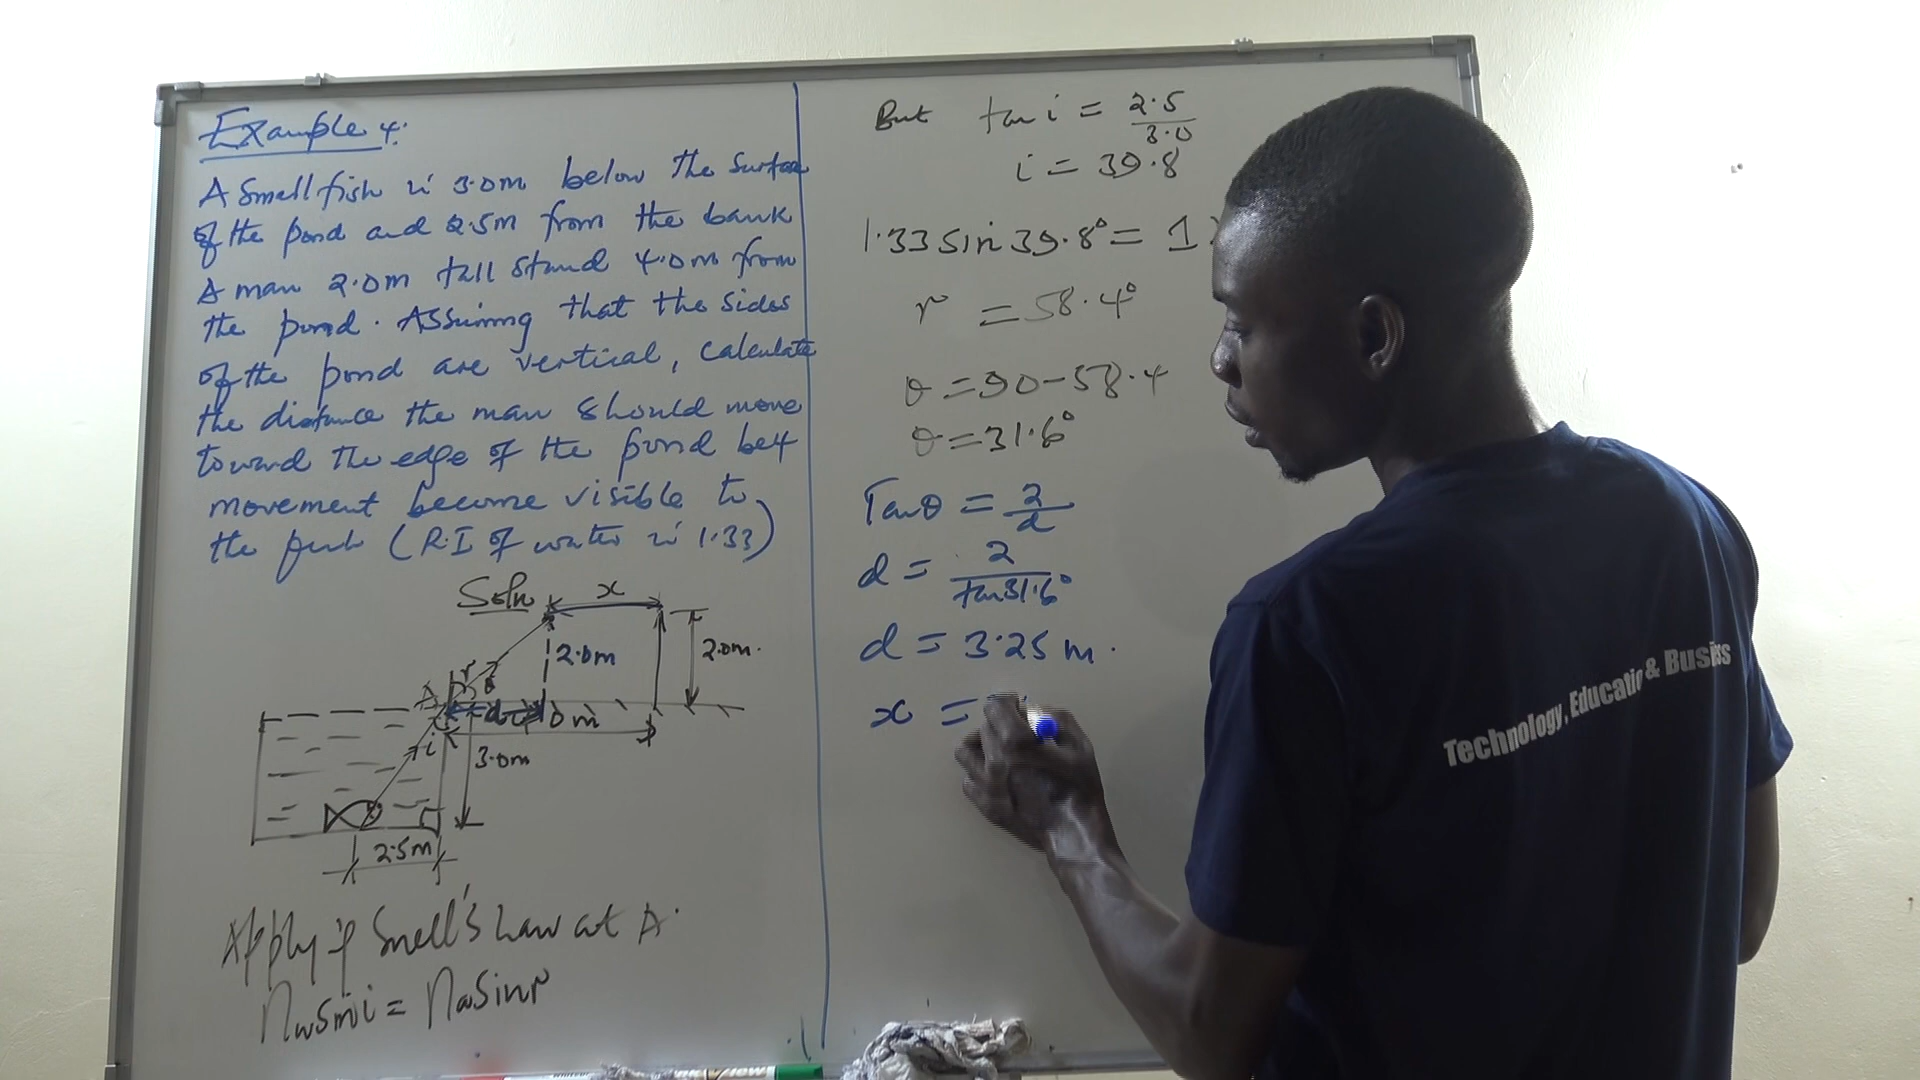 Example 4:
A small fish is 3.0m below the surface
of the pond and 2.5m from the bank
A man 2.0m tall stand 4.0m from
the pond. Assuming that the sides
of the pond are vertical, calculate
the distance the man should move
toward the edge of the pond bef
movement become visible to
the fish (R.I of water is 1.33)
Soln
x
2.0m
2.0m.
A
r
θ
d
0 m
i
3.0m
2.5m
Apply Snell's Law at A.
nwsini = nasinr
But tan i = 2.5/3.0
i = 39.8
1.33 sin 39.8° = 1
r = 58.4°
θ = 90-58.4
θ = 31.6°
Tanθ = 2/d
d = 2/tan31.6°
d = 3.25 m.
x =
Technology, Education & Business